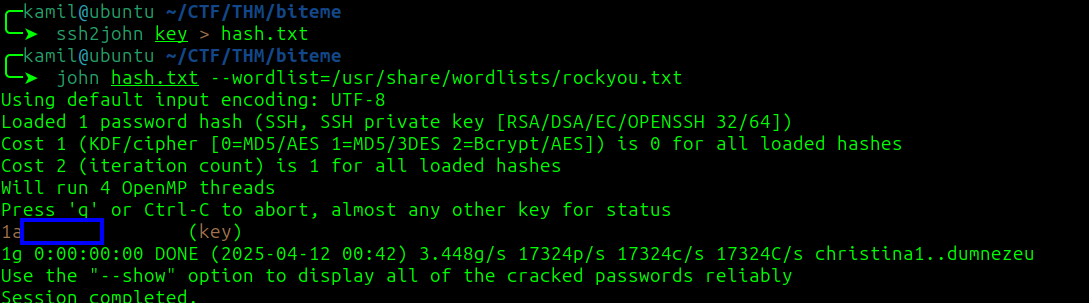 kamil@ubuntu ~/CTF/THM/biteme
➤ ssh2john key > hash.txt
kamil@ubuntu ~/CTF/THM/biteme
➤ john hash.txt --wordlist=/usr/share/wordlists/rockyou.txt
Using default input encoding: UTF-8
Loaded 1 password hash (SSH, SSH private key [RSA/DSA/EC/OPENSSH 32/64])
Cost 1 (KDF/cipher [0=MD5/AES 1=MD5/3DES 2=Bcrypt/AES]) is 0 for all loaded hashes
Cost 2 (iteration count) is 1 for all loaded hashes
Will run 4 OpenMP threads
Press 'q' or Ctrl-C to abort, almost any other key for status
1a (key)
1g 0:00:00:00 DONE (2025-04-12 00:42) 3.448g/s 17324p/s 17324c/s 17324C/s christina1..dumnezeu
Use the "--show" option to display all of the cracked passwords reliably
Session completed.